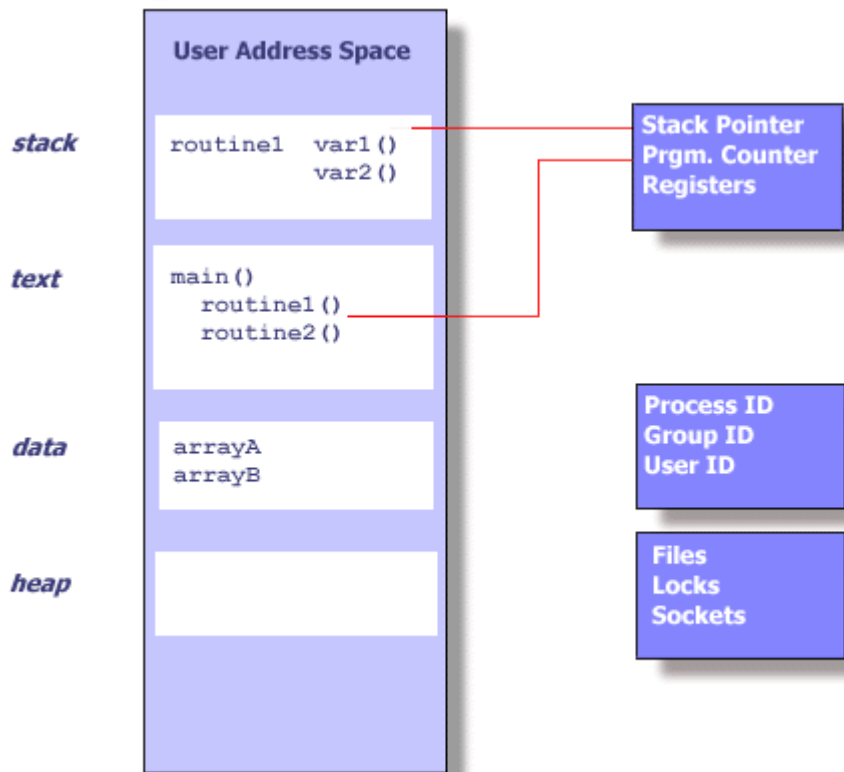 User Address Space
stack
routine1 var1()
var2()
Stack Pointer
Prgm. Counter
Registers
text
main()
routine1()
routine2()
Process ID
Group ID
User ID
data
arrayA
arrayB
heap
Files
Locks
Sockets